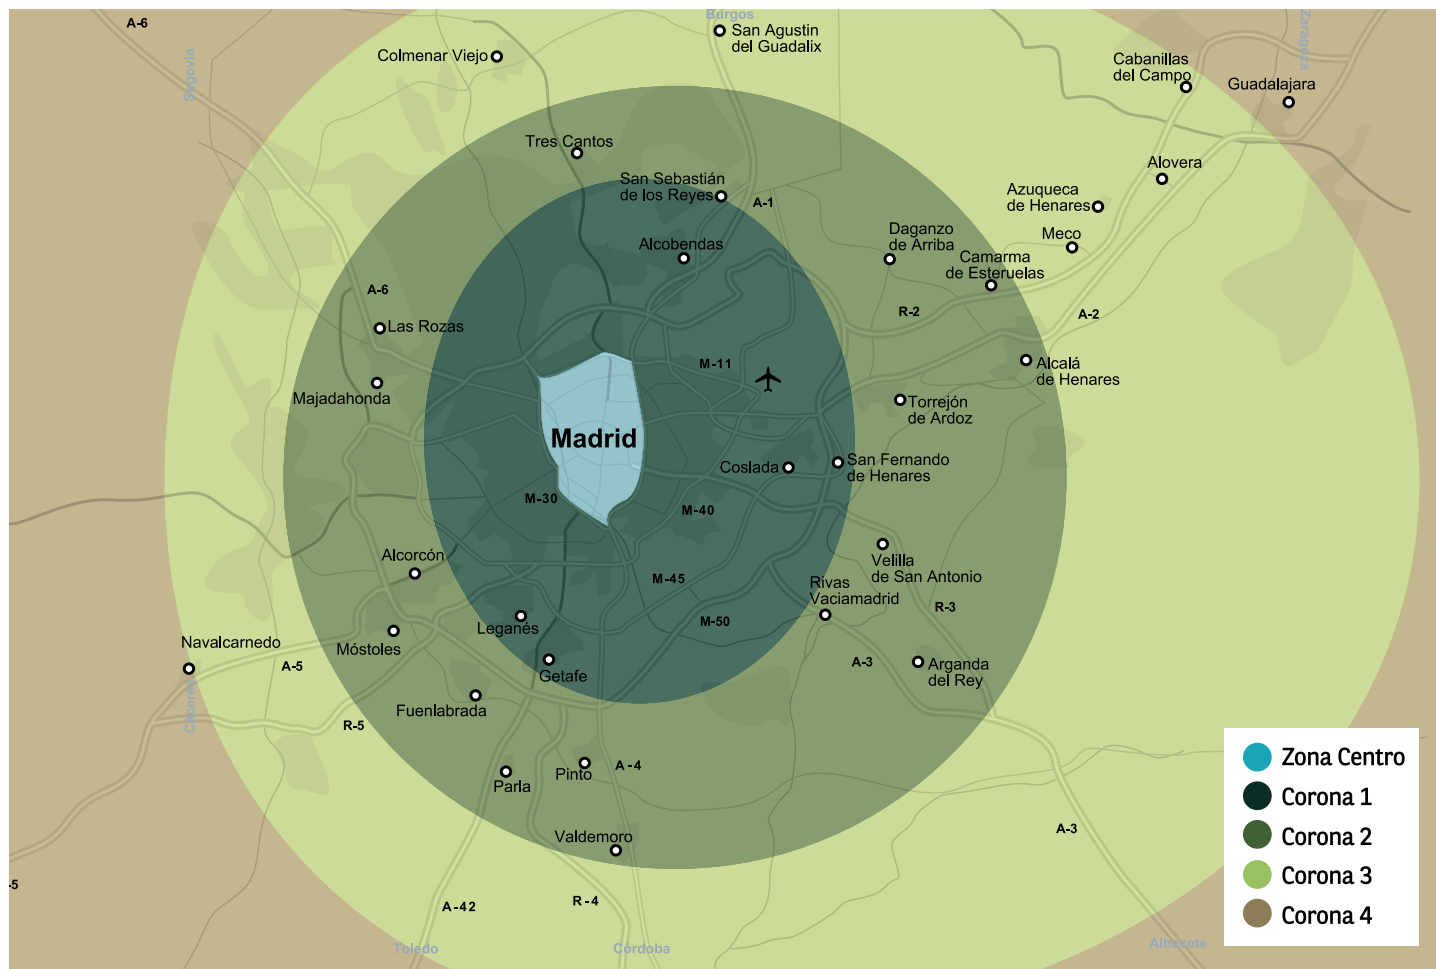 Burgos
A-6
San Agustin
del Guadalix
Zaragoza
Colmenar Viejo
Cabanillas
del Campo
Segovia
Guadalajara
Tres Cantos
Alovera
San Sebastián
de los Reyes
Azuqueca
de Henares
A-1
Daganzo
de Arriba
Meco
Alcobendas
Camarma
de Esteruelas
A-6
R-2
A-2
Las Rozas
M-11
Alcalá
de Henares
Majadahonda
Torrejón
de Ardoz
Madrid
Coslada
San Fernando
de Henares
M-30
M-40
Alcorcón
Velilla
de San Antonio
M-45
Rivas
Vaciamadrid
R-3
Leganés
M-50
Navalcarnedo
Móstoles
A-5
A-3
Arganda
del Rey
Getafe
Caceres
Fuenlabrada
R-5
Zona Centro
Pinto
A-4
Parla
Corona 1
A-3
Valdemoro
Corona 2
Corona 3
-5
R-4
A-42
Corona 4
Toledo
Córdoba
Albacete